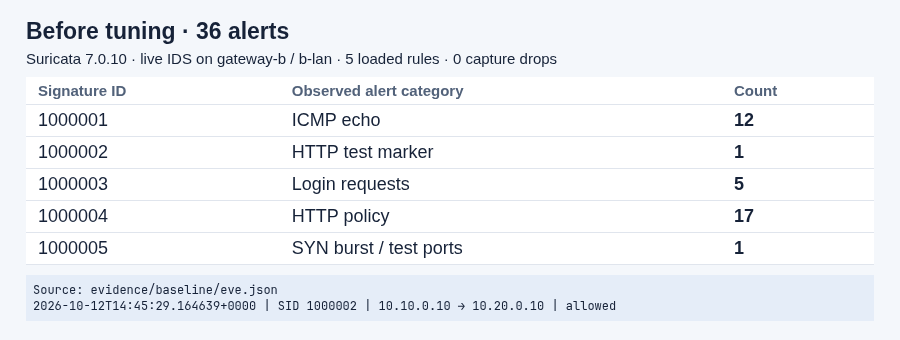 Before tuning · 36 alerts
Suricata 7.0.10 · live IDS on gateway-b / b-lan · 5 loaded rules · 0 capture drops
Signature ID Observed alert category Count
1000001 ICMP echo 12
1000002 HTTP test marker 1
1000003 Login requests 5
1000004 HTTP policy 17
1000005 SYN burst / test ports 1
Source: evidence/baseline/eve.json
2026-10-12T14:45:29.164639+0000 | SID 1000002 | 10.10.0.10 → 10.20.0.10 | allowed